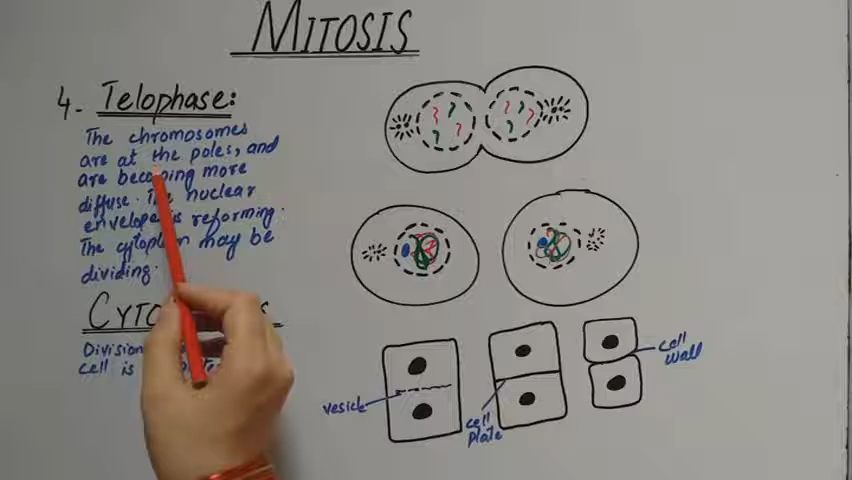 MITOSIS
4. Telophase:
The chromosomes
are at the poles, and
are becoming more
diffuse. The nuclear
envelope is reforming.
The cytoplasm may be
dividing.
Division
cell is
vesicle
cell
plate
cell
wall